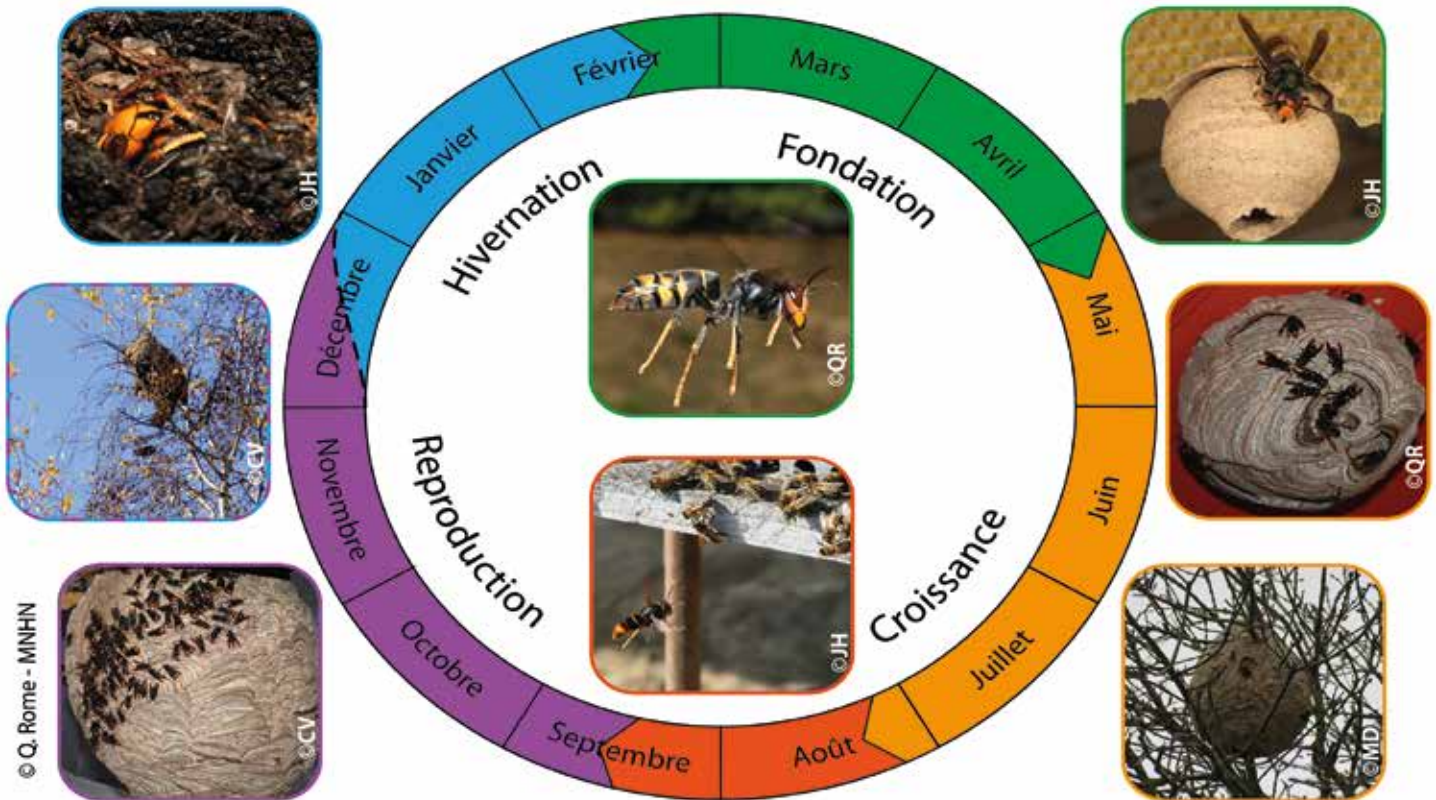 Janvier
Février
Mars
Avril
Mai
Juin
Juillet
Août
Septembre
Octobre
Novembre
Décembre
Hivernation
Fondation
Croissance
Reproduction
©JH
©JH
©QR
©CV
©QR
©JH
©CV
©MDT
© Q. Rome - MNHN